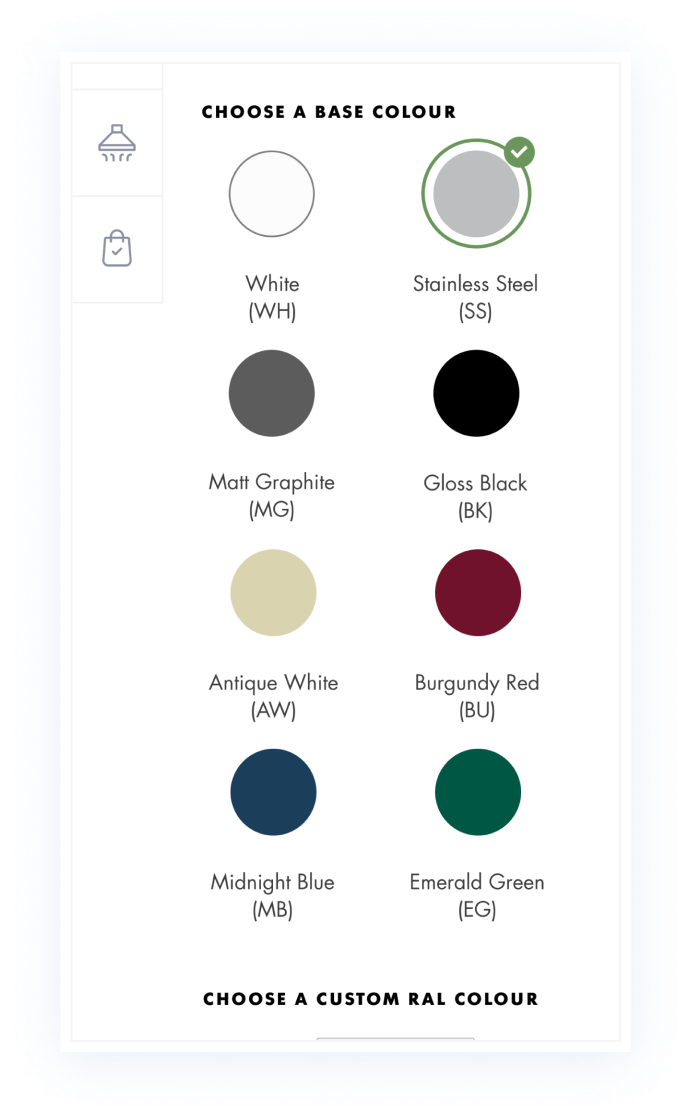 CHOOSE A BASE COLOUR
White
(WH)
Stainless Steel
(SS)
Matt Graphite
(MG)
Gloss Black
(BK)
Antique White
(AW)
Burgundy Red
(BU)
Midnight Blue
(MB)
Emerald Green
(EG)
CHOOSE A CUSTOM RAL COLOUR